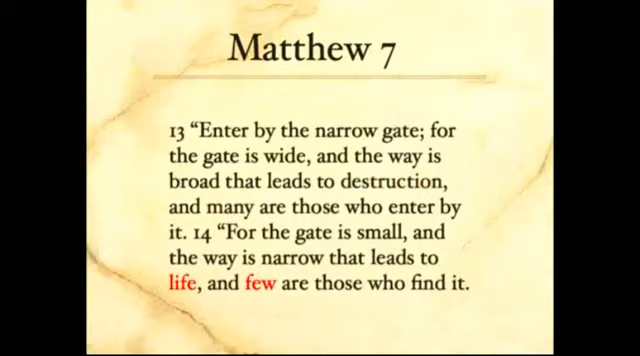 Matthew 7
13 “Enter by the narrow gate; for
the gate is wide, and the way is
broad that leads to destruction,
and many are those who enter by
it. 14 “For the gate is small, and
the way is narrow that leads to
life, and few are those who find it.